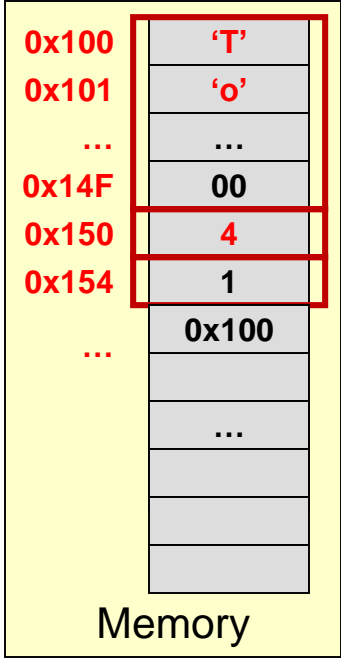 0x100 ‘T’
0x101 ‘o’
… …
0x14F 00
0x150 4
0x154 1
0x100
…
…
Memory